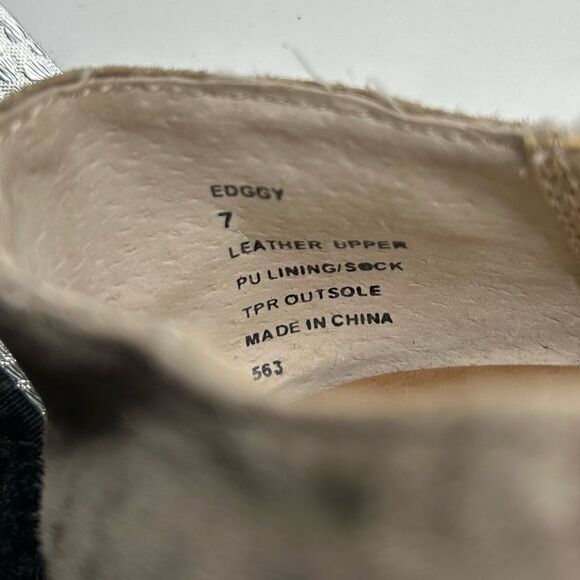 EDGGY
7
LEATHER UPPER
PU LINING/SOCK
TPR OUTSOLE
MADE IN CHINA
563